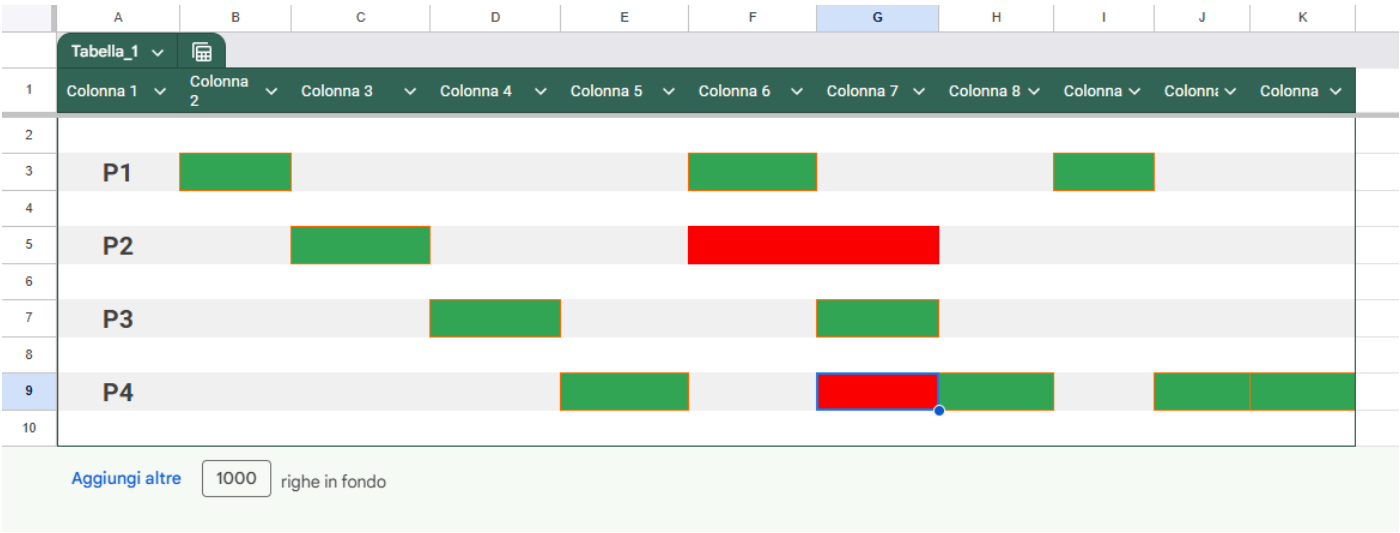 A B C D E F G H I J K
Tabella_1
1 Colonna 1 Colonna 2 Colonna 3 Colonna 4 Colonna 5 Colonna 6 Colonna 7 Colonna 8 Colonna Colonna Colonna
2
3 P1
4
5 P2
6
7 P3
8
9 P4
10
Aggiungi altre 1000 righe in fondo